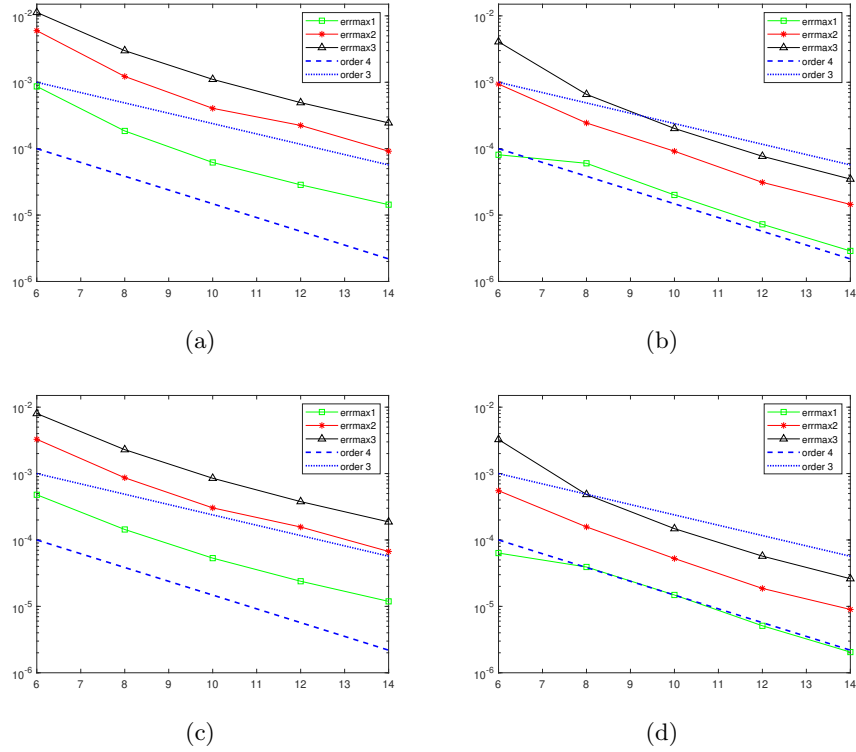 10^-2
10^-3
10^-4
10^-5
10^-6
6 7 8 9 10 11 12 13 14
errmax1
errmax2
errmax3
order 4
order 3
(a)
10^-2
10^-3
10^-4
10^-5
10^-6
6 7 8 9 10 11 12 13 14
errmax1
errmax2
errmax3
order 4
order 3
(b)
10^-2
10^-3
10^-4
10^-5
10^-6
6 7 8 9 10 11 12 13 14
errmax1
errmax2
errmax3
order 4
order 3
(c)
10^-2
10^-3
10^-4
10^-5
10^-6
6 7 8 9 10 11 12 13 14
errmax1
errmax2
errmax3
order 4
order 3
(d)